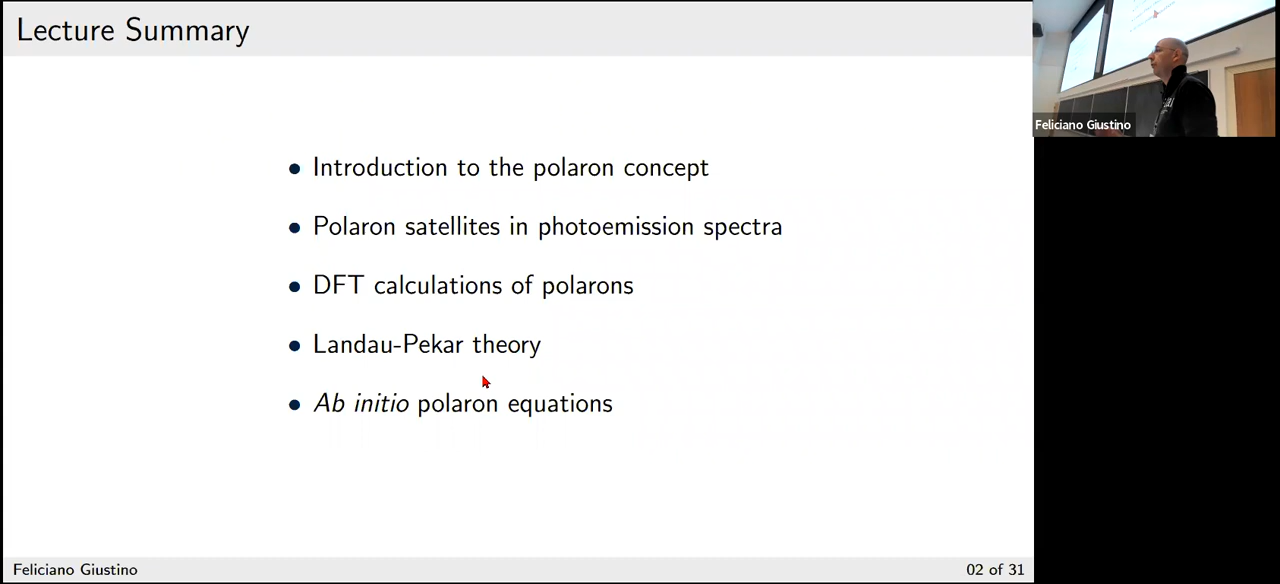 Lecture Summary
Feliciano Giustino
• Introduction to the polaron concept
• Polaron satellites in photoemission spectra
• DFT calculations of polarons
• Landau-Pekar theory
• Ab initio polaron equations
Feliciano Giustino
02 of 31